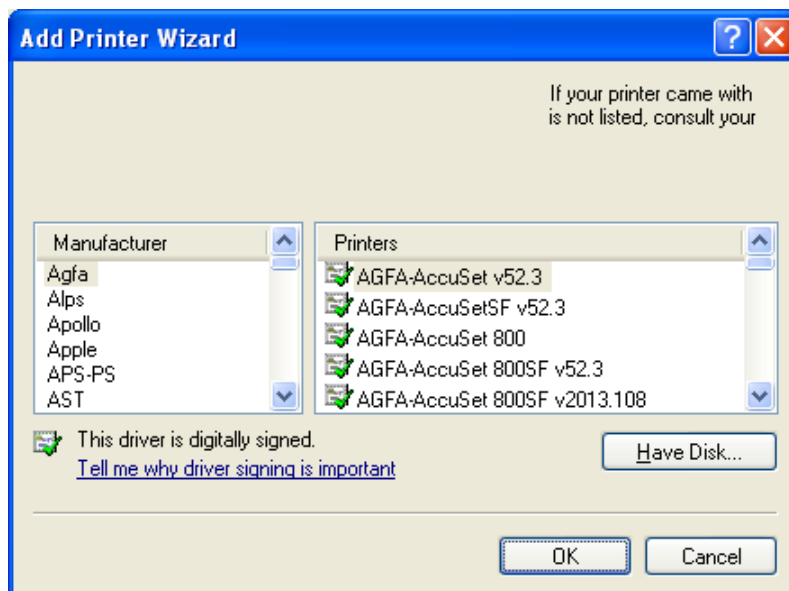 Add Printer Wizard
If your printer came with
is not listed, consult your
Manufacturer
Agfa
Alps
Apollo
Apple
APS-PS
AST
Printers
AGFA-AccuSet v52.3
AGFA-AccuSetSF v52.3
AGFA-AccuSet 800
AGFA-AccuSet 800SF v52.3
AGFA-AccuSet 800SF v2013.108
This driver is digitally signed.
Tell me why driver signing is important
Have Disk...
OK
Cancel